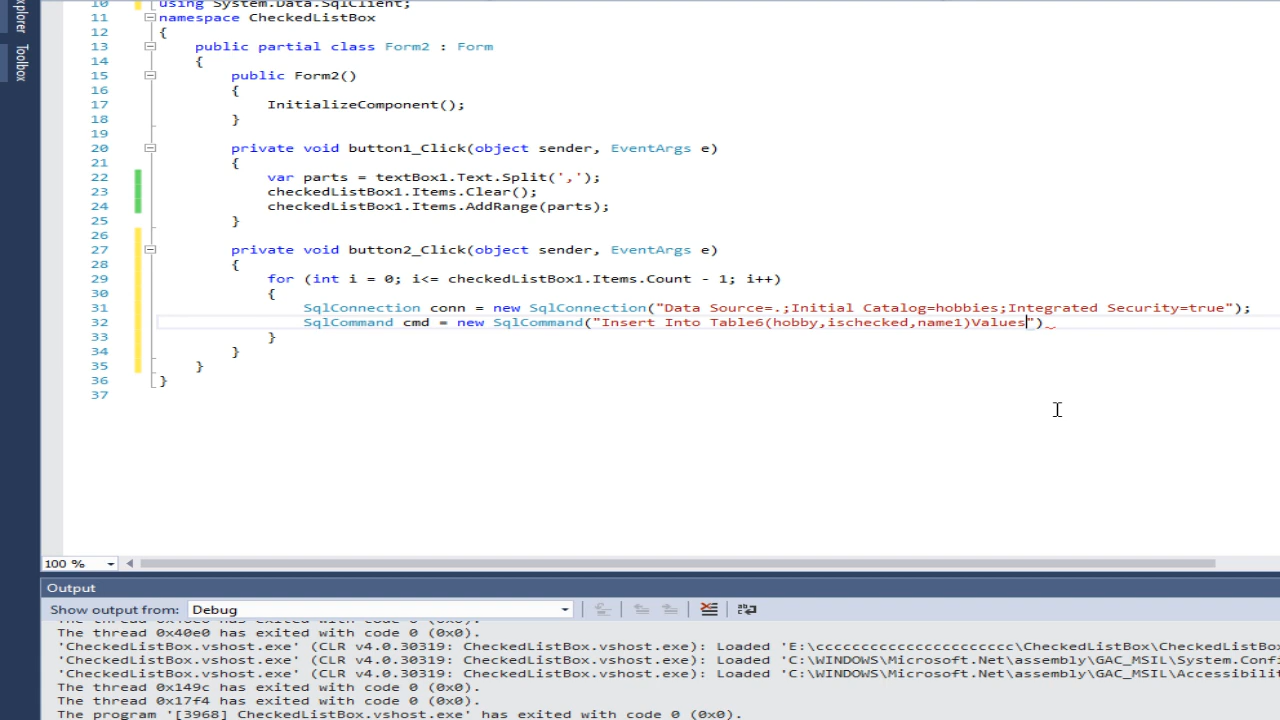 xplorer
Toolbox
10 using System.Data.SqlClient;
11 namespace CheckedListBox
12 {
13 public partial class Form2 : Form
14 {
15 public Form2()
16 {
17 InitializeComponent();
18 }
19
20 private void button1_Click(object sender, EventArgs e)
21 {
22 var parts = textBox1.Text.Split(',');
23 checkedListBox1.Items.Clear();
24 checkedListBox1.Items.AddRange(parts);
25 }
26
27 private void button2_Click(object sender, EventArgs e)
28 {
29 for (int i = 0; i<= checkedListBox1.Items.Count - 1; i++)
30 {
31 SqlConnection conn = new SqlConnection("Data Source=.;Initial Catalog=hobbies;Integrated Security=true");
32 SqlCommand cmd = new SqlCommand("Insert Into Table6(hobby,ischecked,name1)Values")
33 }
34 }
35 }
36 }
37
100 %
Output
Show output from: Debug
The thread 0x40e0 has exited with code 0 (0x0).
'CheckedListBox.vshost.exe' (CLR v4.0.30319: CheckedListBox.vshost.exe): Loaded 'E:\cccccccccccccccccccccc\CheckedListBox\CheckedListBox
'CheckedListBox.vshost.exe' (CLR v4.0.30319: CheckedListBox.vshost.exe): Loaded 'C:\WINDOWS\Microsoft.Net\assembly\GAC_MSIL\System.Confi
'CheckedListBox.vshost.exe' (CLR v4.0.30319: CheckedListBox.vshost.exe): Loaded 'C:\WINDOWS\Microsoft.Net\assembly\GAC_MSIL\Accessibilit
The thread 0x149c has exited with code 0 (0x0).
The thread 0x17f4 has exited with code 0 (0x0).
The program '[3968] CheckedListBox.vshost.exe' has exited with code 0 (0x0).